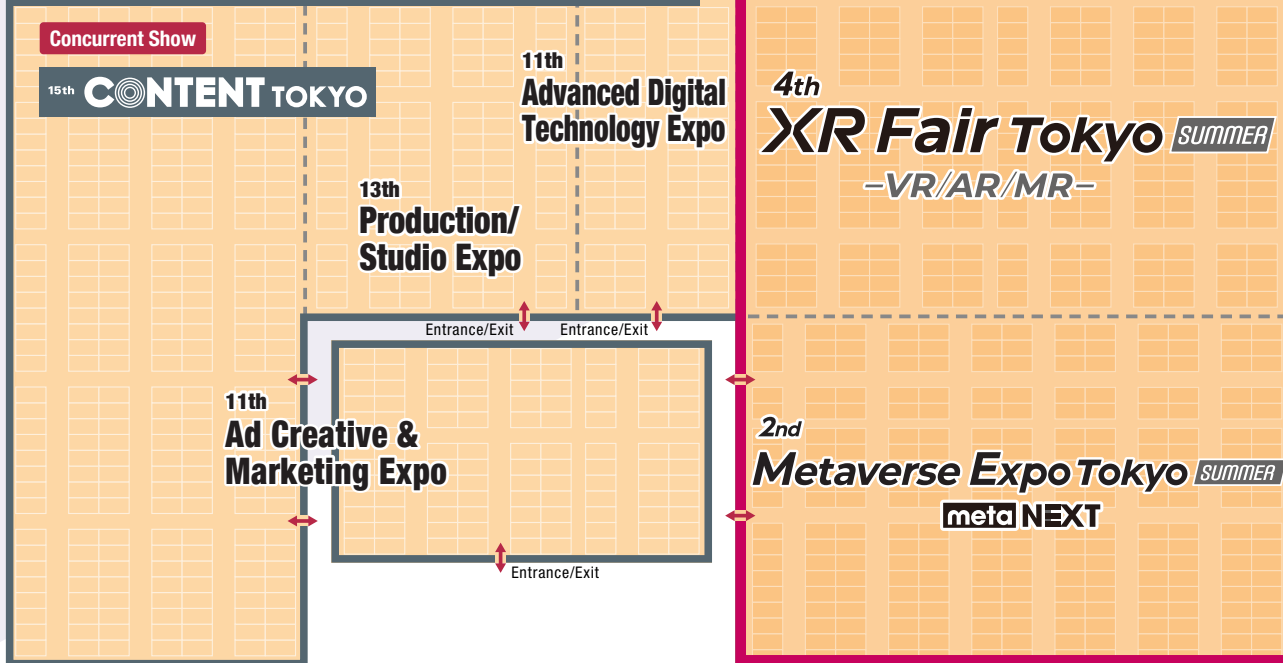 Concurrent Show
15th CONTENT TOKYO
11th
Advanced Digital
Technology Expo
13th
Production/
Studio Expo
Entrance/Exit
Entrance/Exit
11th
Ad Creative &
Marketing Expo
Entrance/Exit
4th
XR Fair Tokyo SUMMER
–VR/AR/MR–
2nd
Metaverse Expo Tokyo SUMMER
meta NEXT